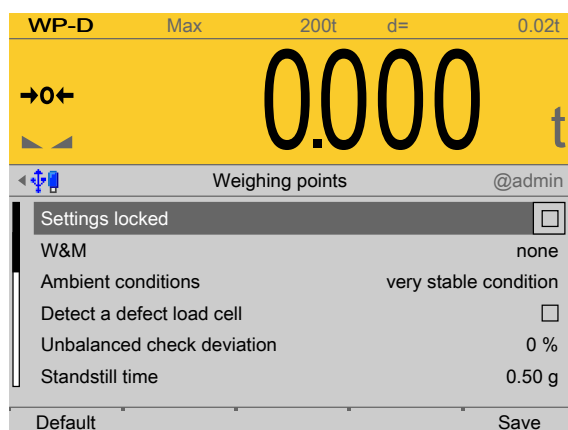 WP-D Max 200t d= 0.02t
→0←
0.000 t
Weighing points @admin
Settings locked
W&M none
Ambient conditions very stable condition
Detect a defect load cell
Unbalanced check deviation 0 %
Standstill time 0.50 g
Default Save